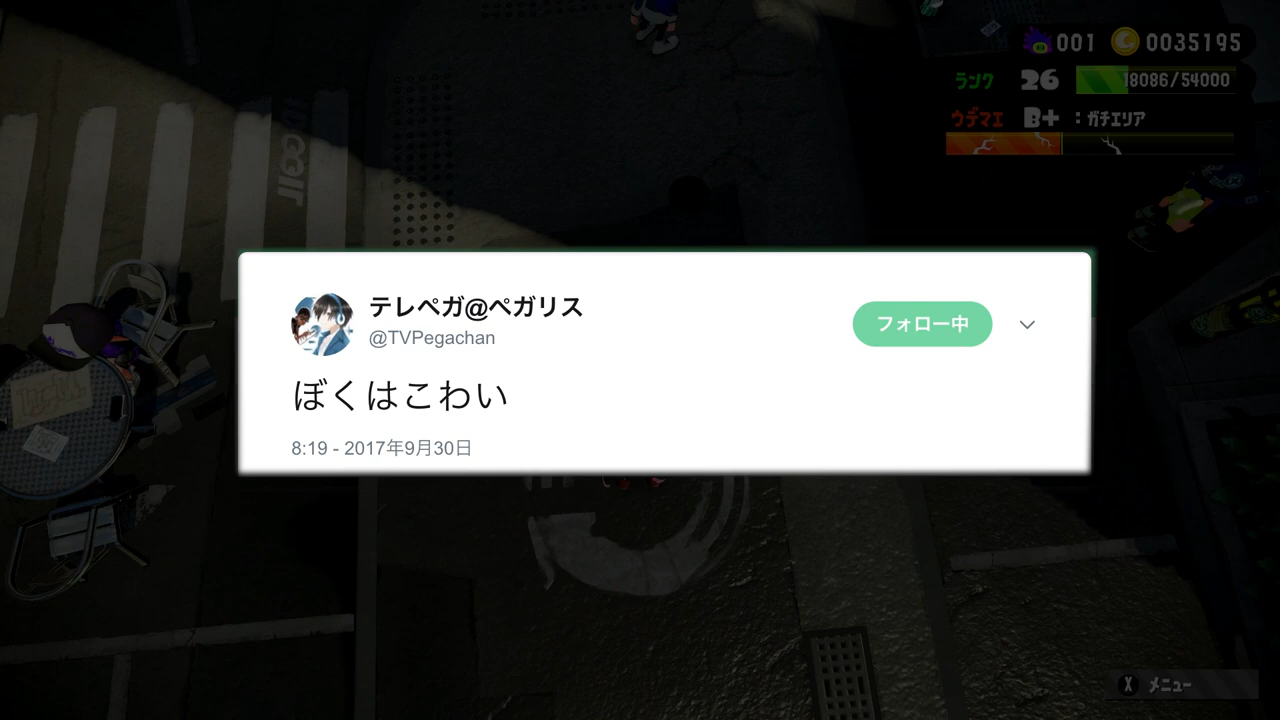 001 0035195
ランク 26 18086/54000
ウデマエ B+ : ガチエリア
テレペガ@ペガリス
@TVPegachan
フォロー中
ぼくはこわい
8:19 - 2017年9月30日
X メニュー